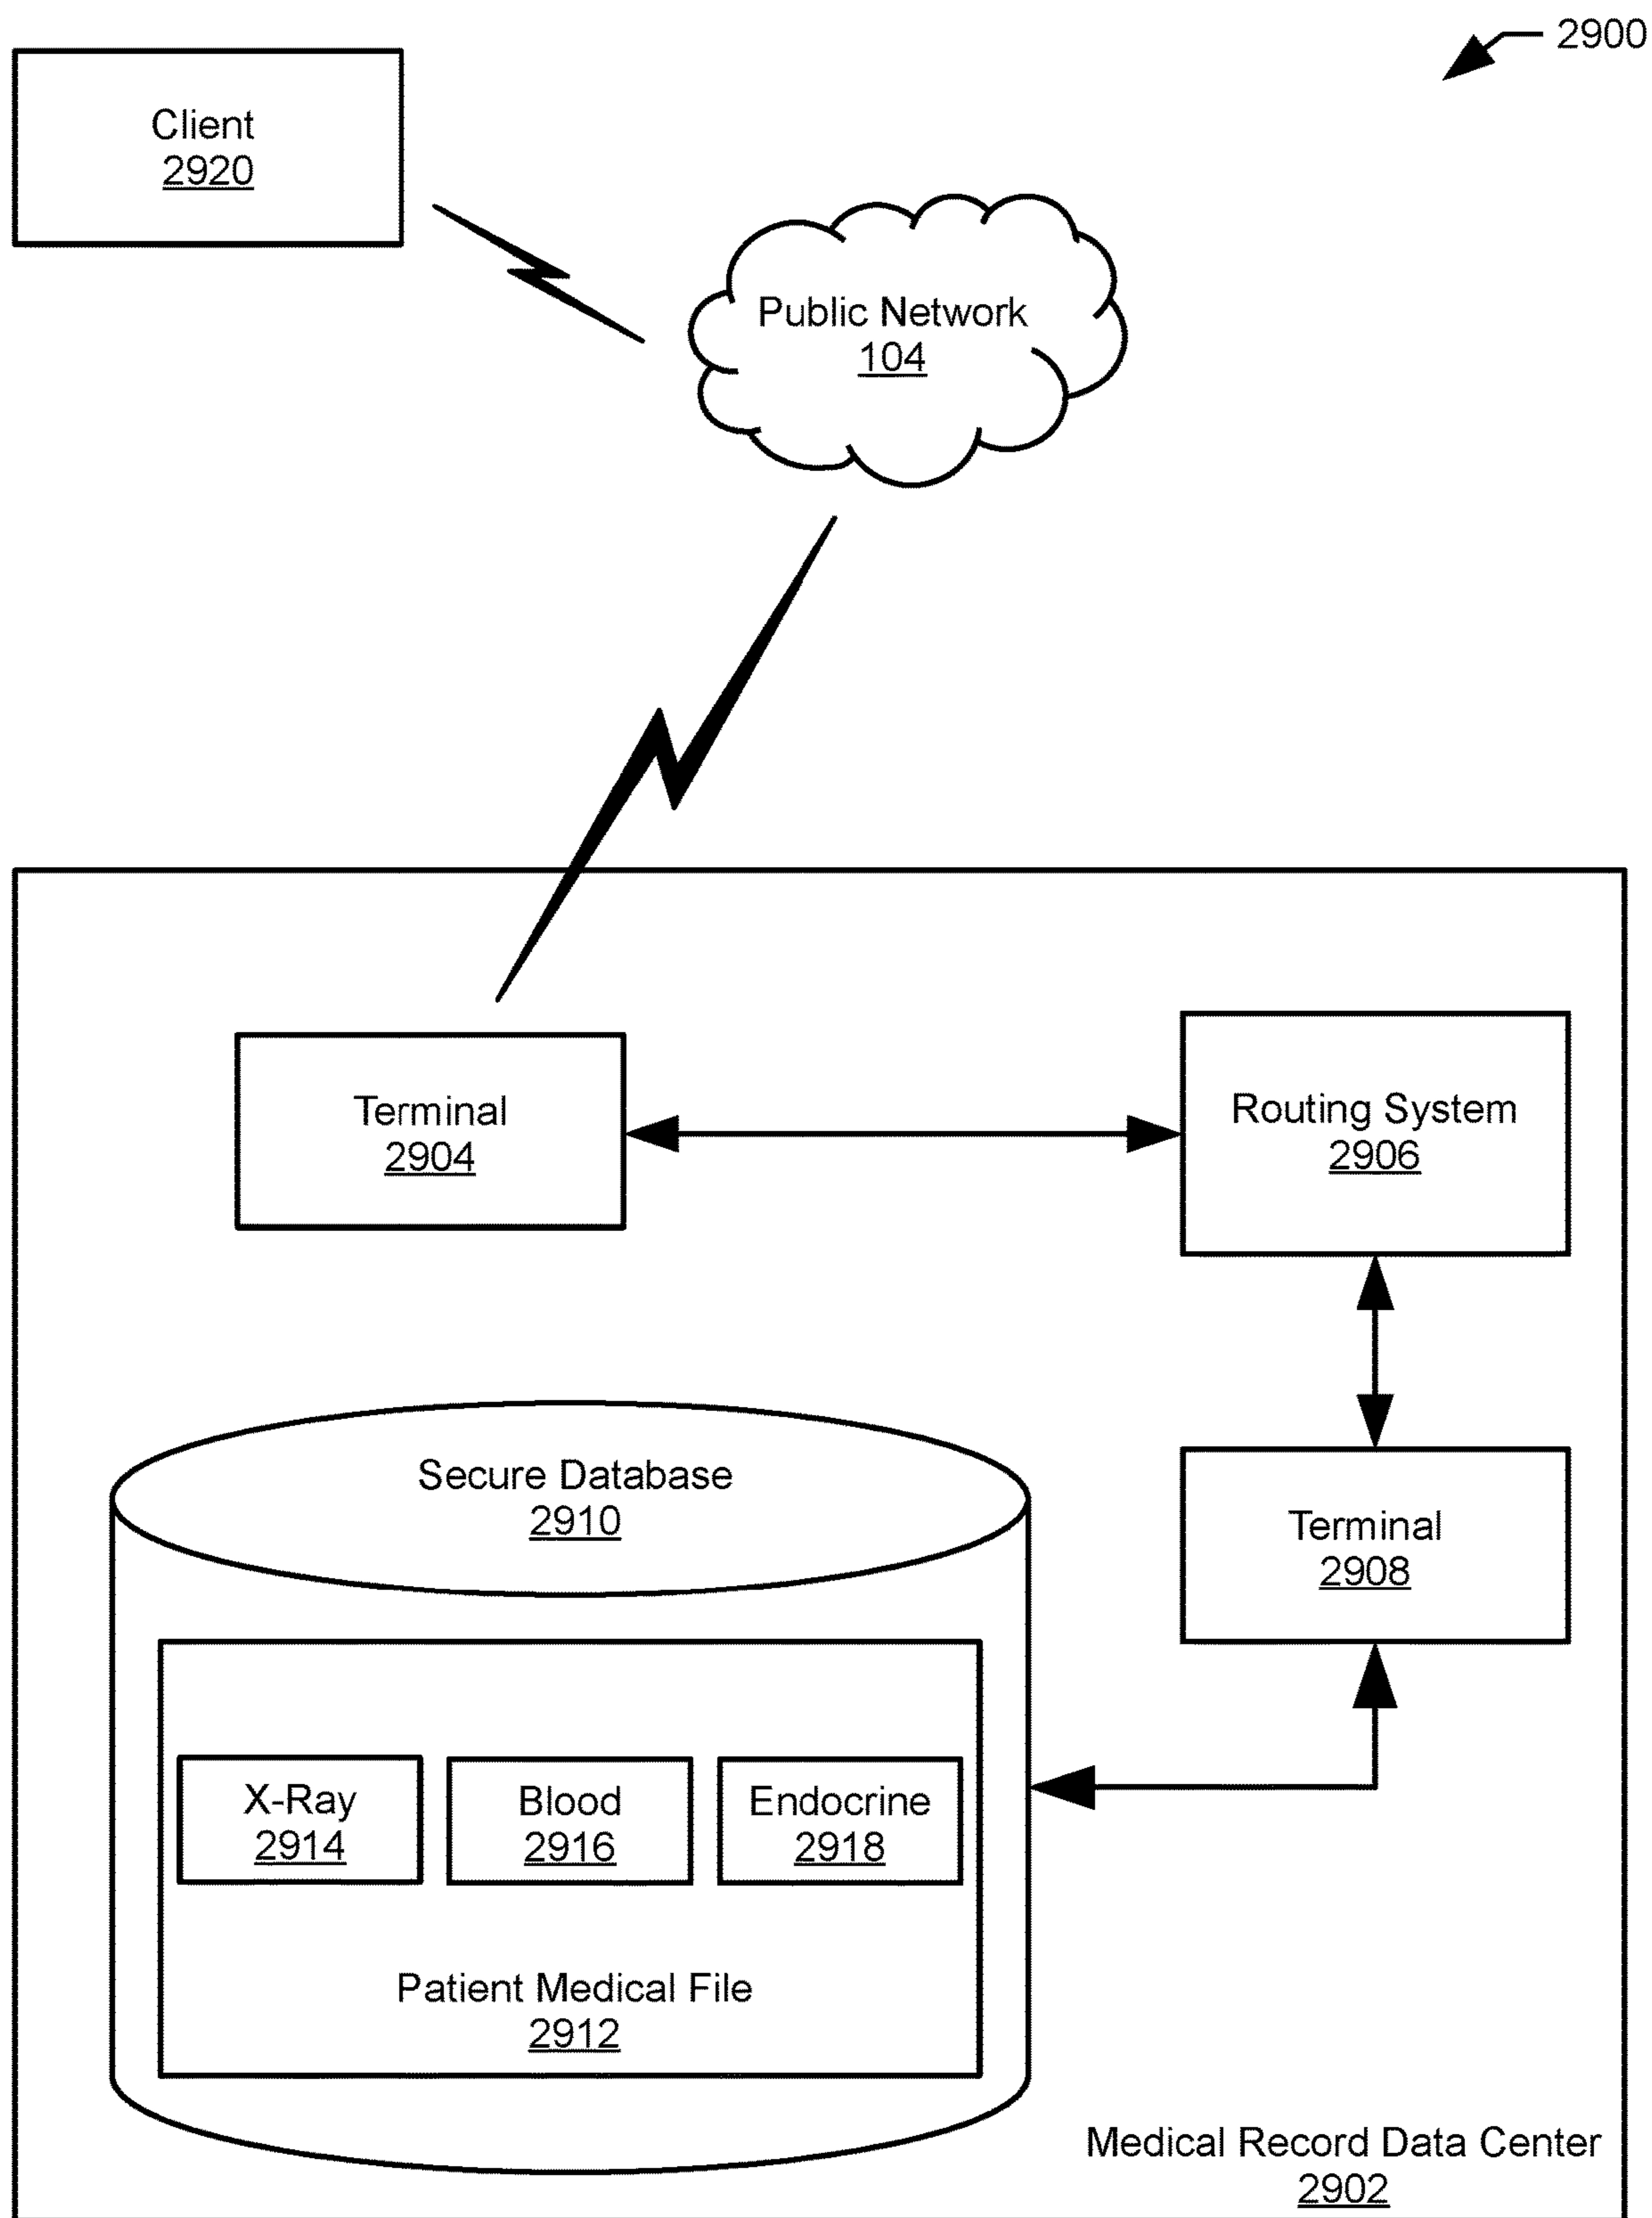 2900
Client
2920
Public Network
104
Terminal
2904
Routing System
2906
Secure Database
2910
Terminal
2908
X-Ray
2914
Blood
2916
Endocrine
2918
Patient Medical File
2912
Medical Record Data Center
2902